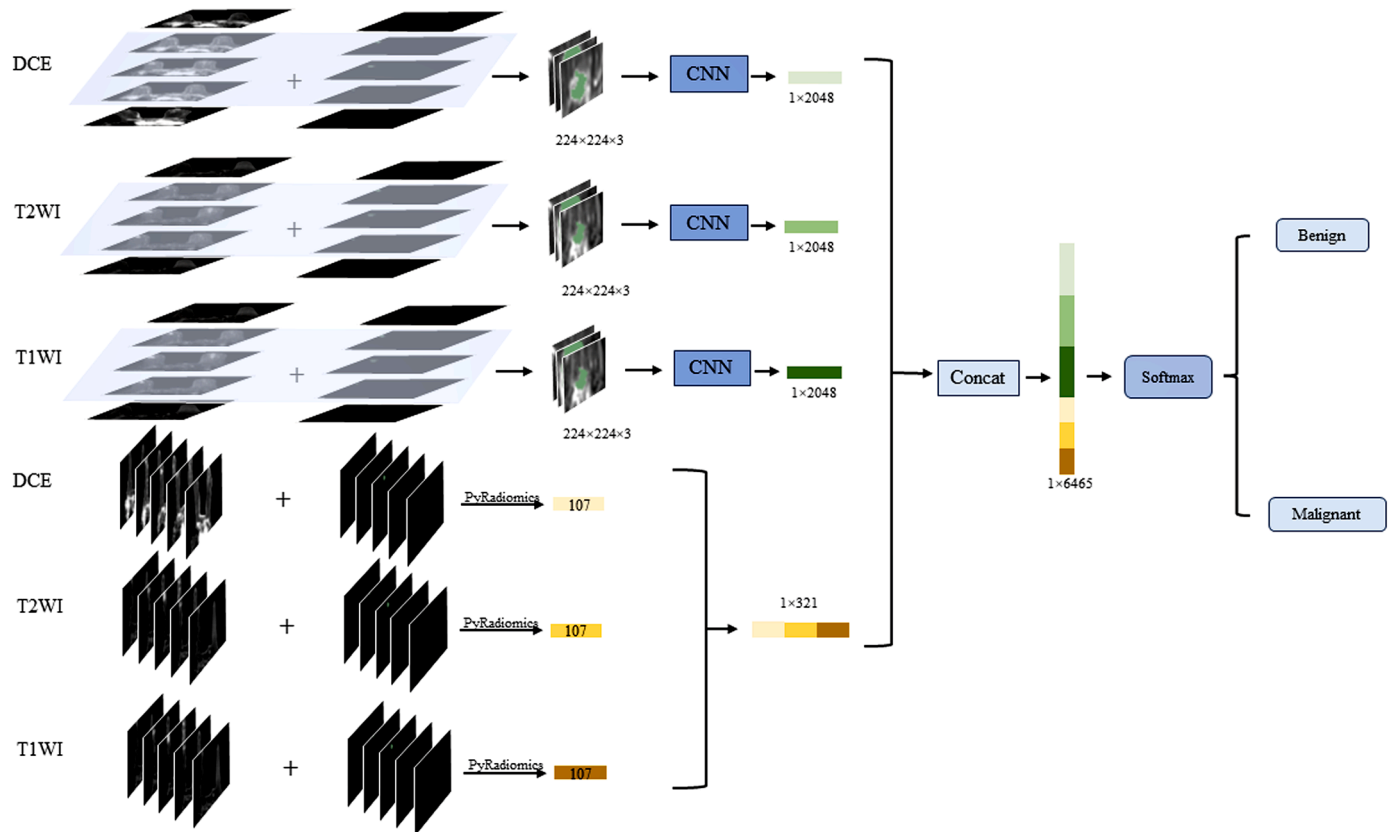 DCE
+
CNN
1×2048
224×224×3
T2WI
+
CNN
1×2048
224×224×3
T1WI
+
CNN
1×2048
224×224×3
DCE
+
PyRadiomics
107
T2WI
+
PyRadiomics
107
T1WI
+
PyRadiomics
107
1×321
Concat
1×6465
Softmax
Benign
Malignant